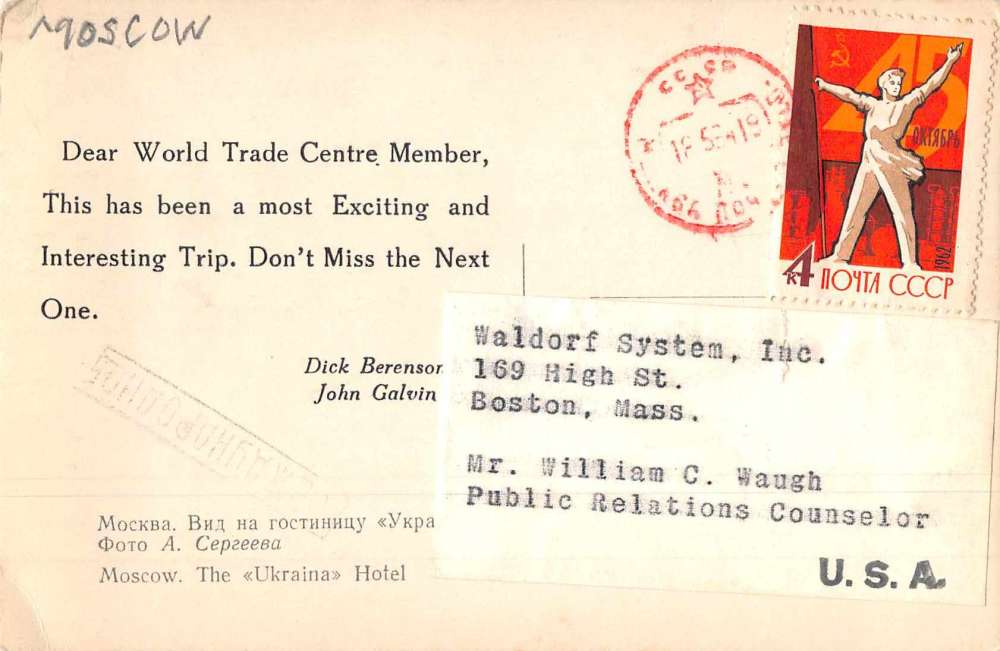 MOSCOW
Dear World Trade Centre Member,
This has been a most Exciting and
Interesting Trip. Don't Miss the Next
One.
Dick Berenson
John Galvin
Москва. Вид на гостиницу «Укра
Фото А. Сергеева
Moscow. The «Ukraina» Hotel
45
ОКТЯБРЬ
1962
4к ПОЧТА СССР
Waldorf System, Inc.
169 High St.
Boston, Mass.
Mr. William C. Waugh
Public Relations Counselor
U. S. A.